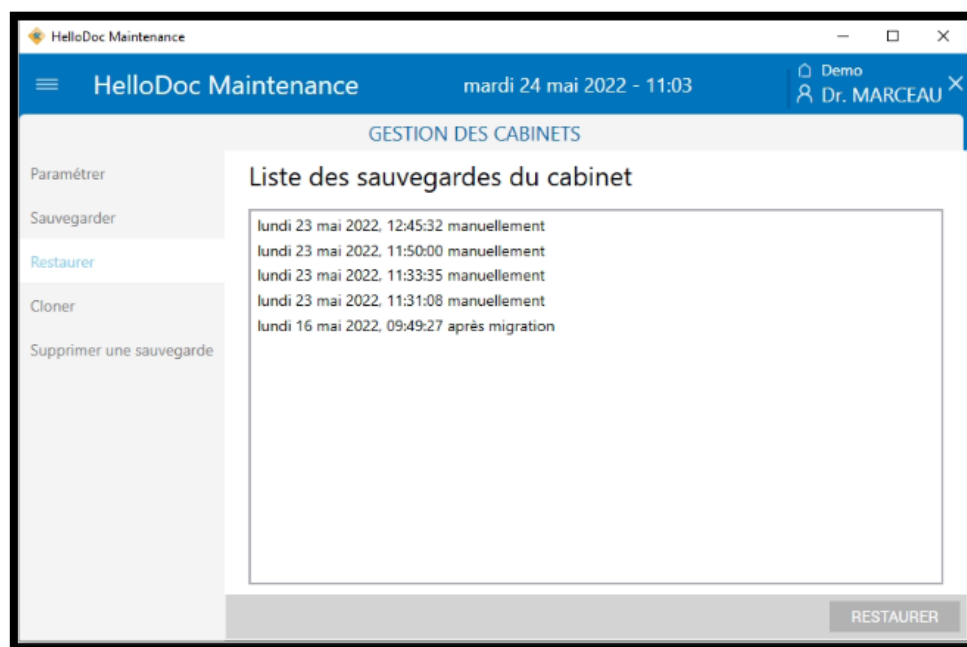 HelloDoc Maintenance
HelloDoc Maintenance
mardi 24 mai 2022 - 11:03
Demo
Dr. MARCEAU
GESTION DES CABINETS
Paramétrer
Sauvegarder
Restaurer
Cloner
Supprimer une sauvegarde
Liste des sauvegardes du cabinet
lundi 23 mai 2022, 12:45:32 manuellement
lundi 23 mai 2022, 11:50:00 manuellement
lundi 23 mai 2022, 11:33:35 manuellement
lundi 23 mai 2022, 11:31:08 manuellement
lundi 16 mai 2022, 09:49:27 après migration
RESTAURER